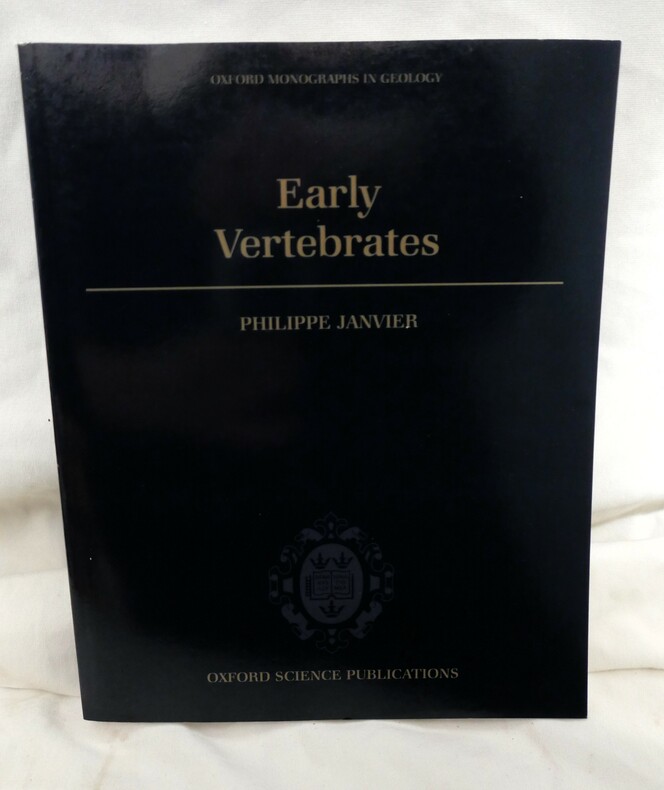 OXFORD MONOGRAPHS IN GEOLOGY
Early
Vertebrates
PHILIPPE JANVIER
OXFORD SCIENCE PUBLICATIONS